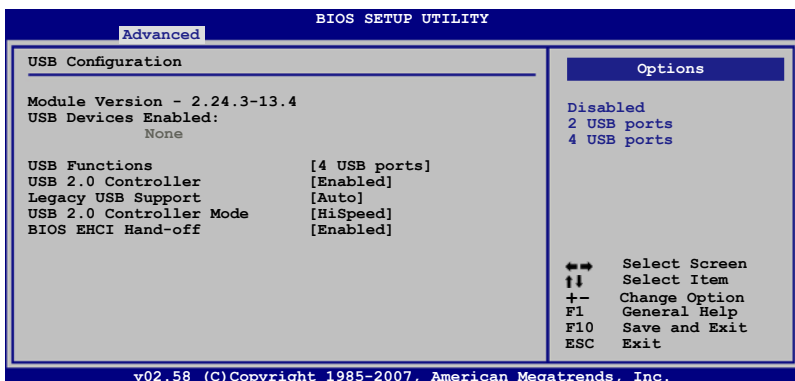 BIOS SETUP UTILITY
Advanced
USB Configuration
Module Version - 2.24.3-13.4
USB Devices Enabled:
None
USB Functions [4 USB ports]
USB 2.0 Controller [Enabled]
Legacy USB Support [Auto]
USB 2.0 Controller Mode [HiSpeed]
BIOS EHCI Hand-off [Enabled]
Options
Disabled
2 USB ports
4 USB ports
←→ Select Screen
↑↓ Select Item
+- Change Option
F1 General Help
F10 Save and Exit
ESC Exit
v02.58 (C)Copyright 1985-2007, American Megatrends, Inc.